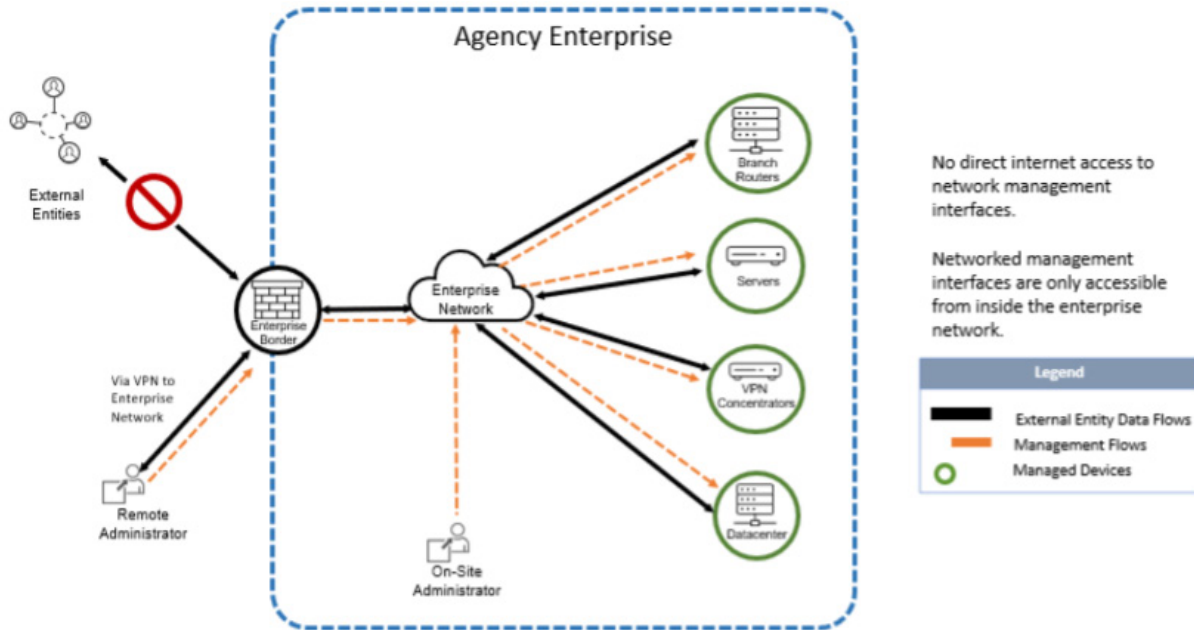 Agency Enterprise
External
Entities
Enterprise
Border
Via VPN to
Enterprise
Network
Remote
Administrator
Enterprise
Network
On-Site
Administrator
Branch
Routers
Servers
VPN
Concentrators
Datacenter
No direct internet access to
network management
interfaces.
Networked management
interfaces are only accessible
from inside the enterprise
network.
Legend
External Entity Data Flows
Management Flows
Managed Devices